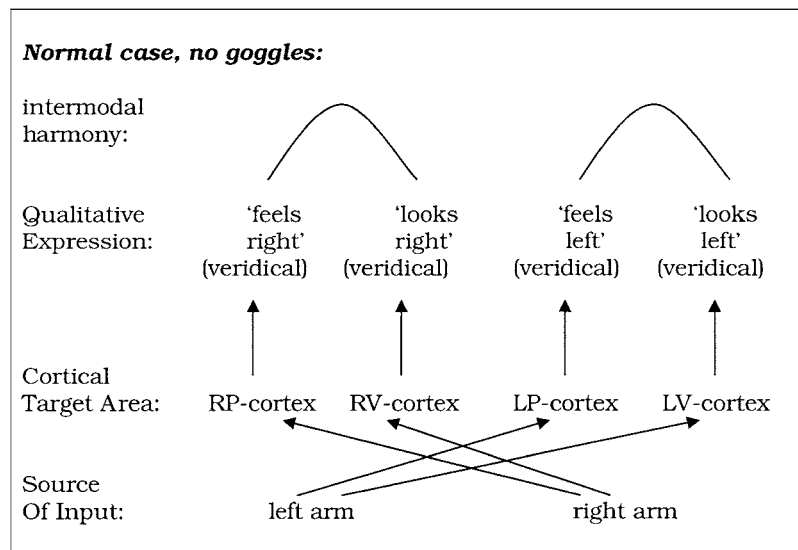 Normal case, no goggles:
intermodal
harmony:
Qualitative ‘feels ‘looks ‘feels ‘looks
Expression: right’ right’ left’ left’
(veridical) (veridical) (veridical) (veridical)
Cortical
Target Area: RP-cortex RV-cortex LP-cortex LV-cortex
Source
Of Input: left arm right arm